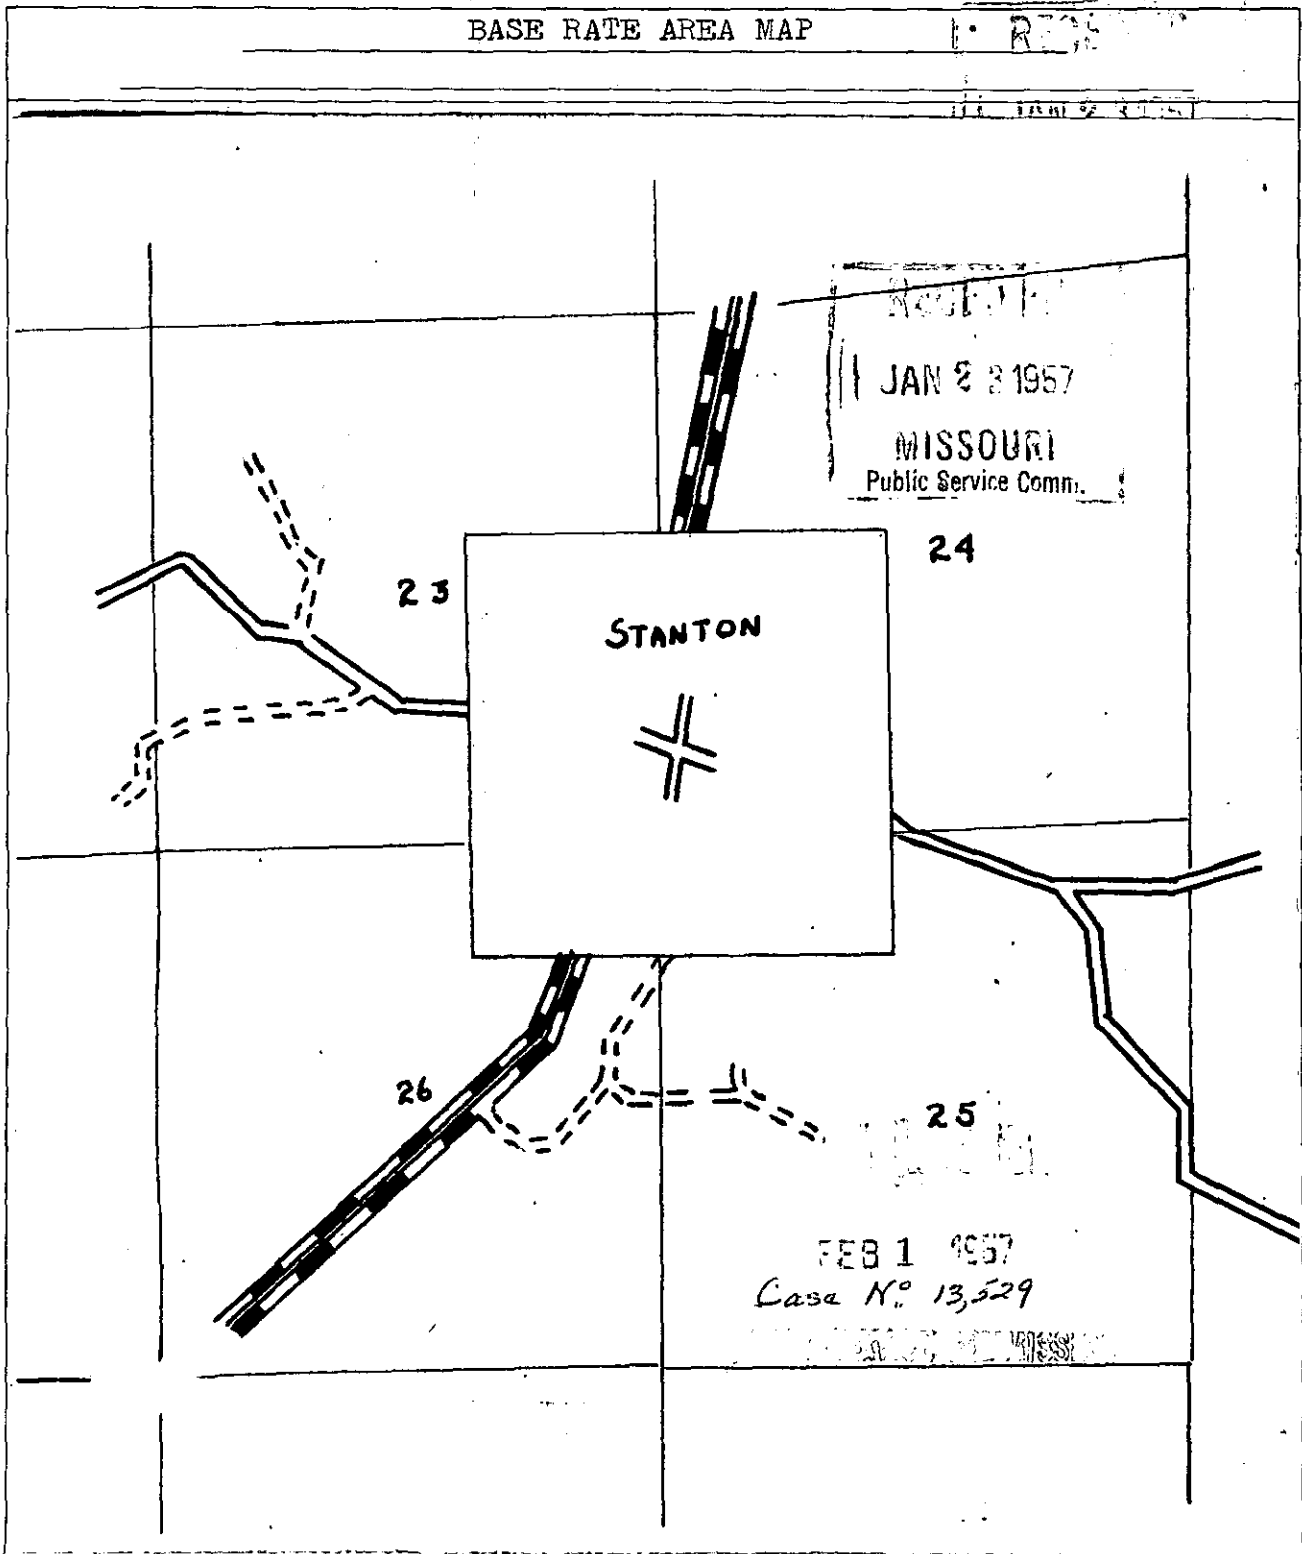 BASE RATE AREA MAP
JAN 2 3 1957
MISSOURI
Public Service Comm.
24
23
STANTON
26
25
FEB 1 1957
Case Nº 13,529